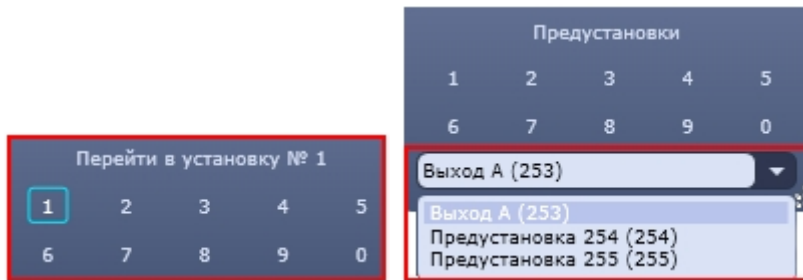 Перейти в установку № 1
1 2 3 4 5
6 7 8 9 0
Предустановки
1 2 3 4 5
6 7 8 9 0
Выход А (253)
Выход А (253)
Предустановка 254 (254)
Предустановка 255 (255)